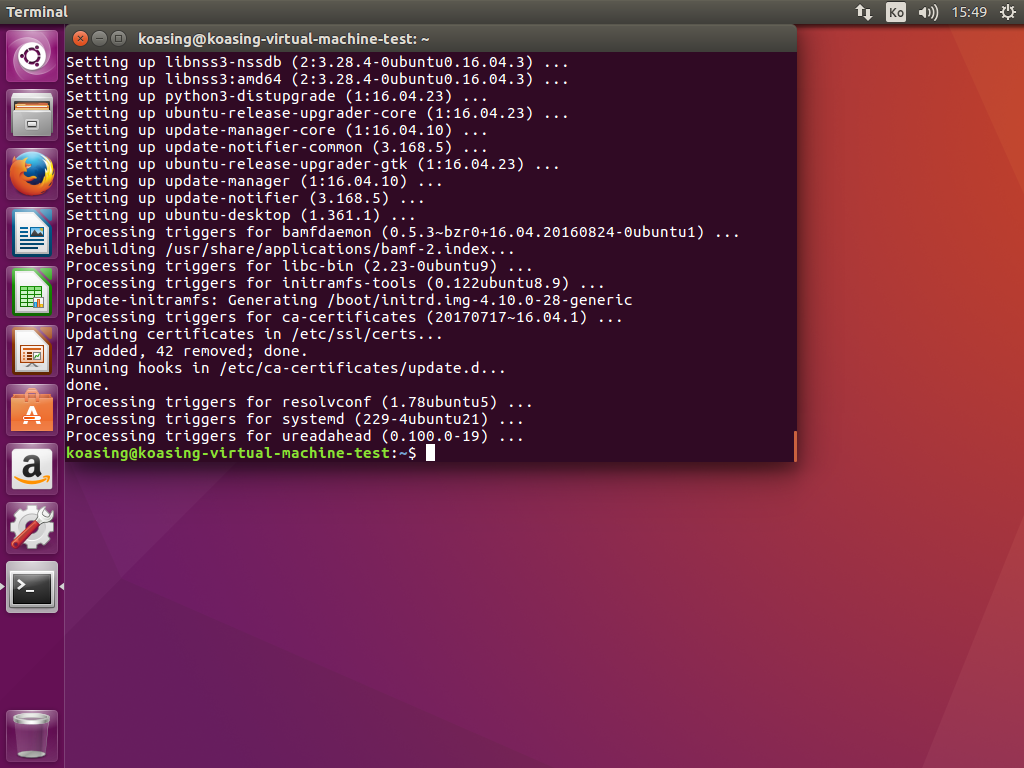 Terminal
Ko
15:49
koasing@koasing-virtual-machine-test: ~
Setting up libnss3-nssdb (2:3.28.4-0ubuntu0.16.04.3) ...
Setting up libnss3:amd64 (2:3.28.4-0ubuntu0.16.04.3) ...
Setting up python3-distupgrade (1:16.04.23) ...
Setting up ubuntu-release-upgrader-core (1:16.04.23) ...
Setting up update-manager-core (1:16.04.10) ...
Setting up update-notifier-common (3.168.5) ...
Setting up ubuntu-release-upgrader-gtk (1:16.04.23) ...
Setting up update-manager (1:16.04.10) ...
Setting up update-notifier (3.168.5) ...
Setting up ubuntu-desktop (1.361.1) ...
Processing triggers for bamfdaemon (0.5.3~bzr0+16.04.20160824-0ubuntu1) ...
Rebuilding /usr/share/applications/bamf-2.index...
Processing triggers for libc-bin (2.23-0ubuntu9) ...
Processing triggers for initramfs-tools (0.122ubuntu8.9) ...
update-initramfs: Generating /boot/initrd.img-4.10.0-28-generic
Processing triggers for ca-certificates (20170717~16.04.1) ...
Updating certificates in /etc/ssl/certs...
17 added, 42 removed; done.
Running hooks in /etc/ca-certificates/update.d...
done.
Processing triggers for resolvconf (1.78ubuntu5) ...
Processing triggers for systemd (229-4ubuntu21) ...
Processing triggers for ureadahead (0.100.0-19) ...
koasing@koasing-virtual-machine-test:~$